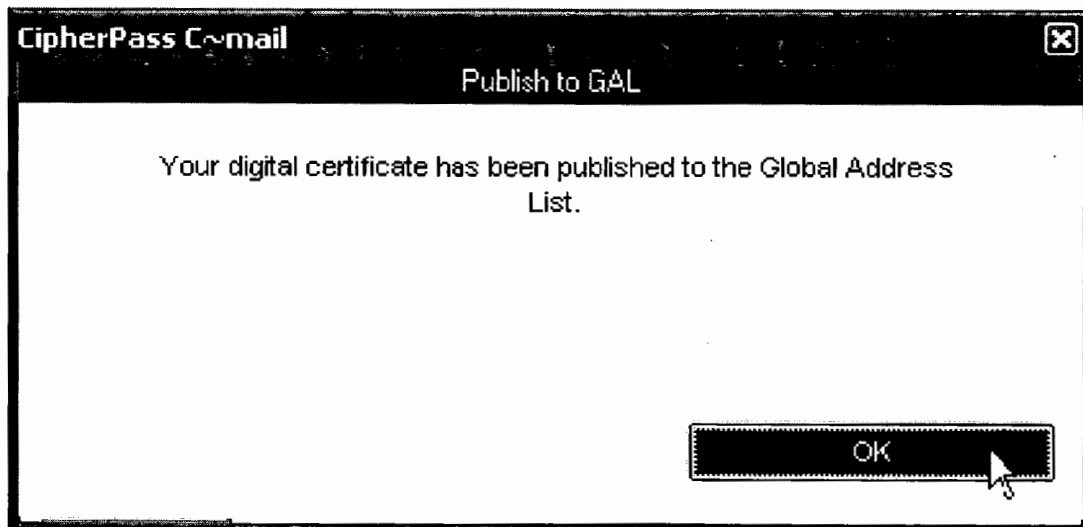 CipherPass C~mail
Publish to GAL
Your digital certificate has been published to the Global Address
List.
OK